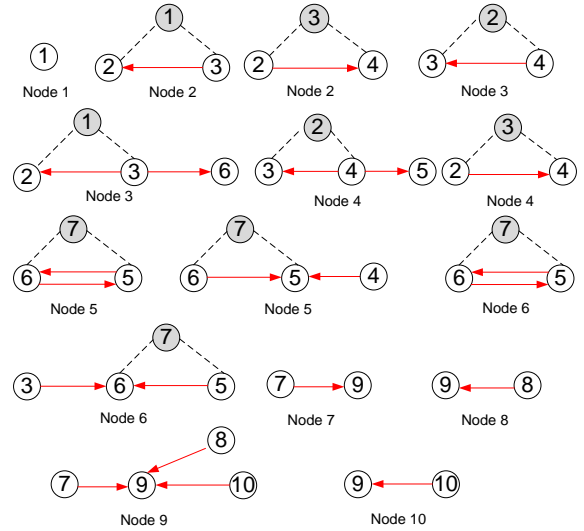 1
Node 1
1
2 3
Node 2
3
2 4
Node 2
2
3 4
Node 3
1
2 3 6
Node 3
2
3 4 5
Node 4
3
2 4
Node 4
7
6 5
Node 5
7
6 5 4
Node 5
7
6 5
Node 6
7
3 6 5
Node 6
7 9
Node 7
9 8
Node 8
8
7 9 10
Node 9
9 10
Node 10